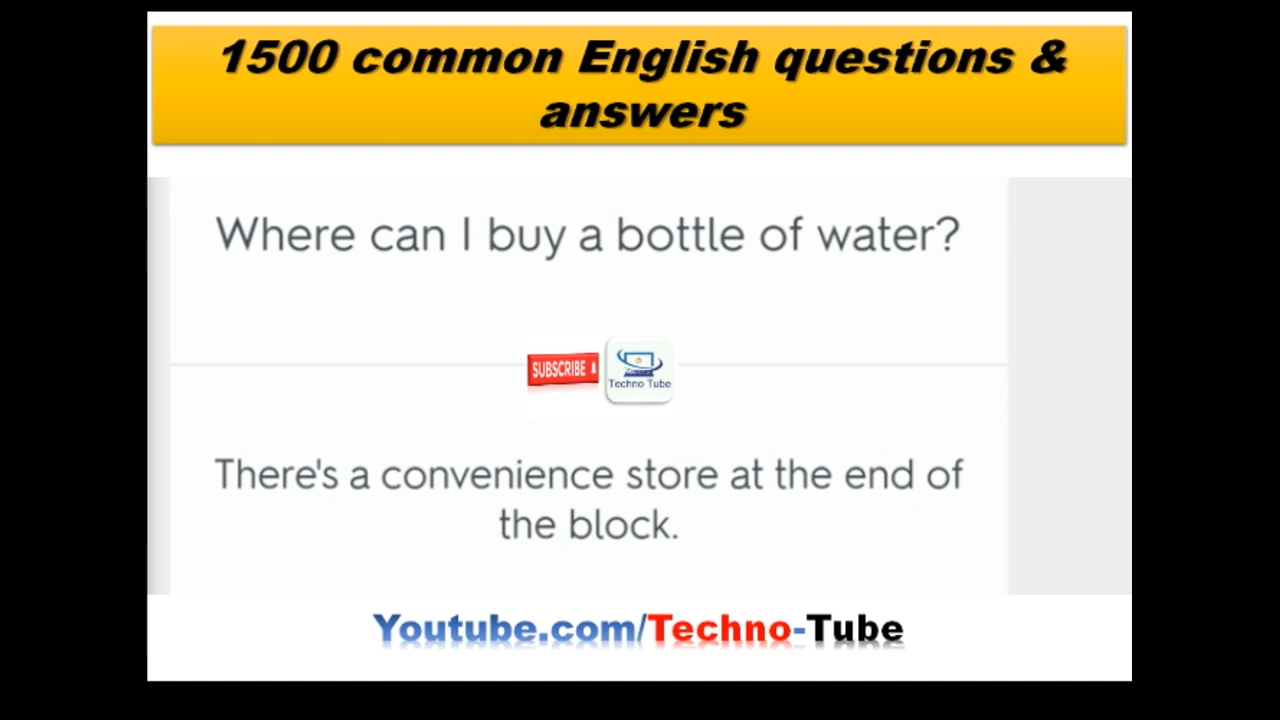 1500 common English questions &
answers
Where can I buy a bottle of water?
SUBSCRIBE
Techno Tube
There's a convenience store at the end of
the block.
Youtube.com/Techno-Tube